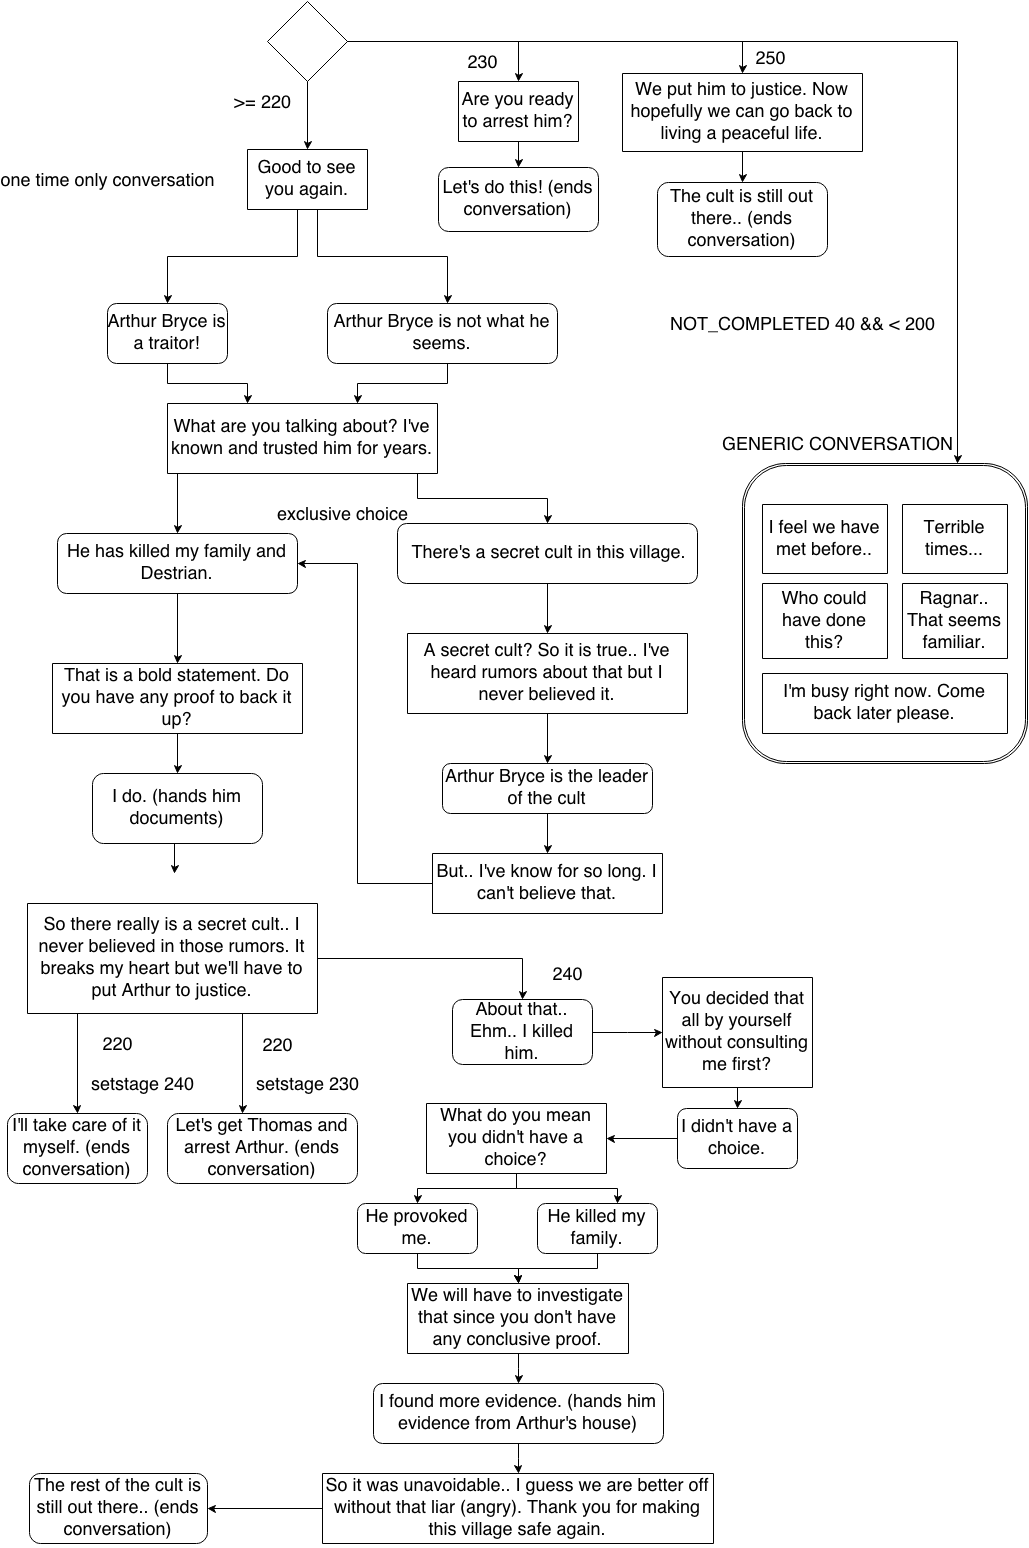 230
250
>= 220
Are you ready
to arrest him?
We put him to justice. Now
hopefully we can go back to
living a peaceful life.
one time only conversation
Good to see
you again.
Let's do this! (ends
conversation)
The cult is still out
there.. (ends
conversation)
Arthur Bryce is
a traitor!
Arthur Bryce is not what he
seems.
NOT_COMPLETED 40 && < 200
What are you talking about? I've
known and trusted him for years.
GENERIC CONVERSATION
I feel we have
met before..
Terrible
times...
Who could
have done
this?
Ragnar..
That seems
familiar.
I'm busy right now. Come
back later please.
exclusive choice
He has killed my family and
Destrian.
There's a secret cult in this village.
That is a bold statement. Do
you have any proof to back it
up?
A secret cult? So it is true.. I've
heard rumors about that but I
never believed it.
I do. (hands him
documents)
Arthur Bryce is the leader
of the cult
But.. I've know for so long. I
can't believe that.
So there really is a secret cult.. I
never believed in those rumors. It
breaks my heart but we'll have to
put Arthur to justice.
240
About that..
Ehm.. I killed
him.
You decided that
all by yourself
without consulting
me first?
220
setstage 240
220
setstage 230
I'll take care of it
myself. (ends
conversation)
Let's get Thomas and
arrest Arthur. (ends
conversation)
What do you mean
you didn't have a
choice?
I didn't have a
choice.
He provoked
me.
He killed my
family.
We will have to investigate
that since you don't have
any conclusive proof.
I found more evidence. (hands him
evidence from Arthur's house)
The rest of the cult is
still out there.. (ends
conversation)
So it was unavoidable.. I guess we are better off
without that liar (angry). Thank you for making
this village safe again.